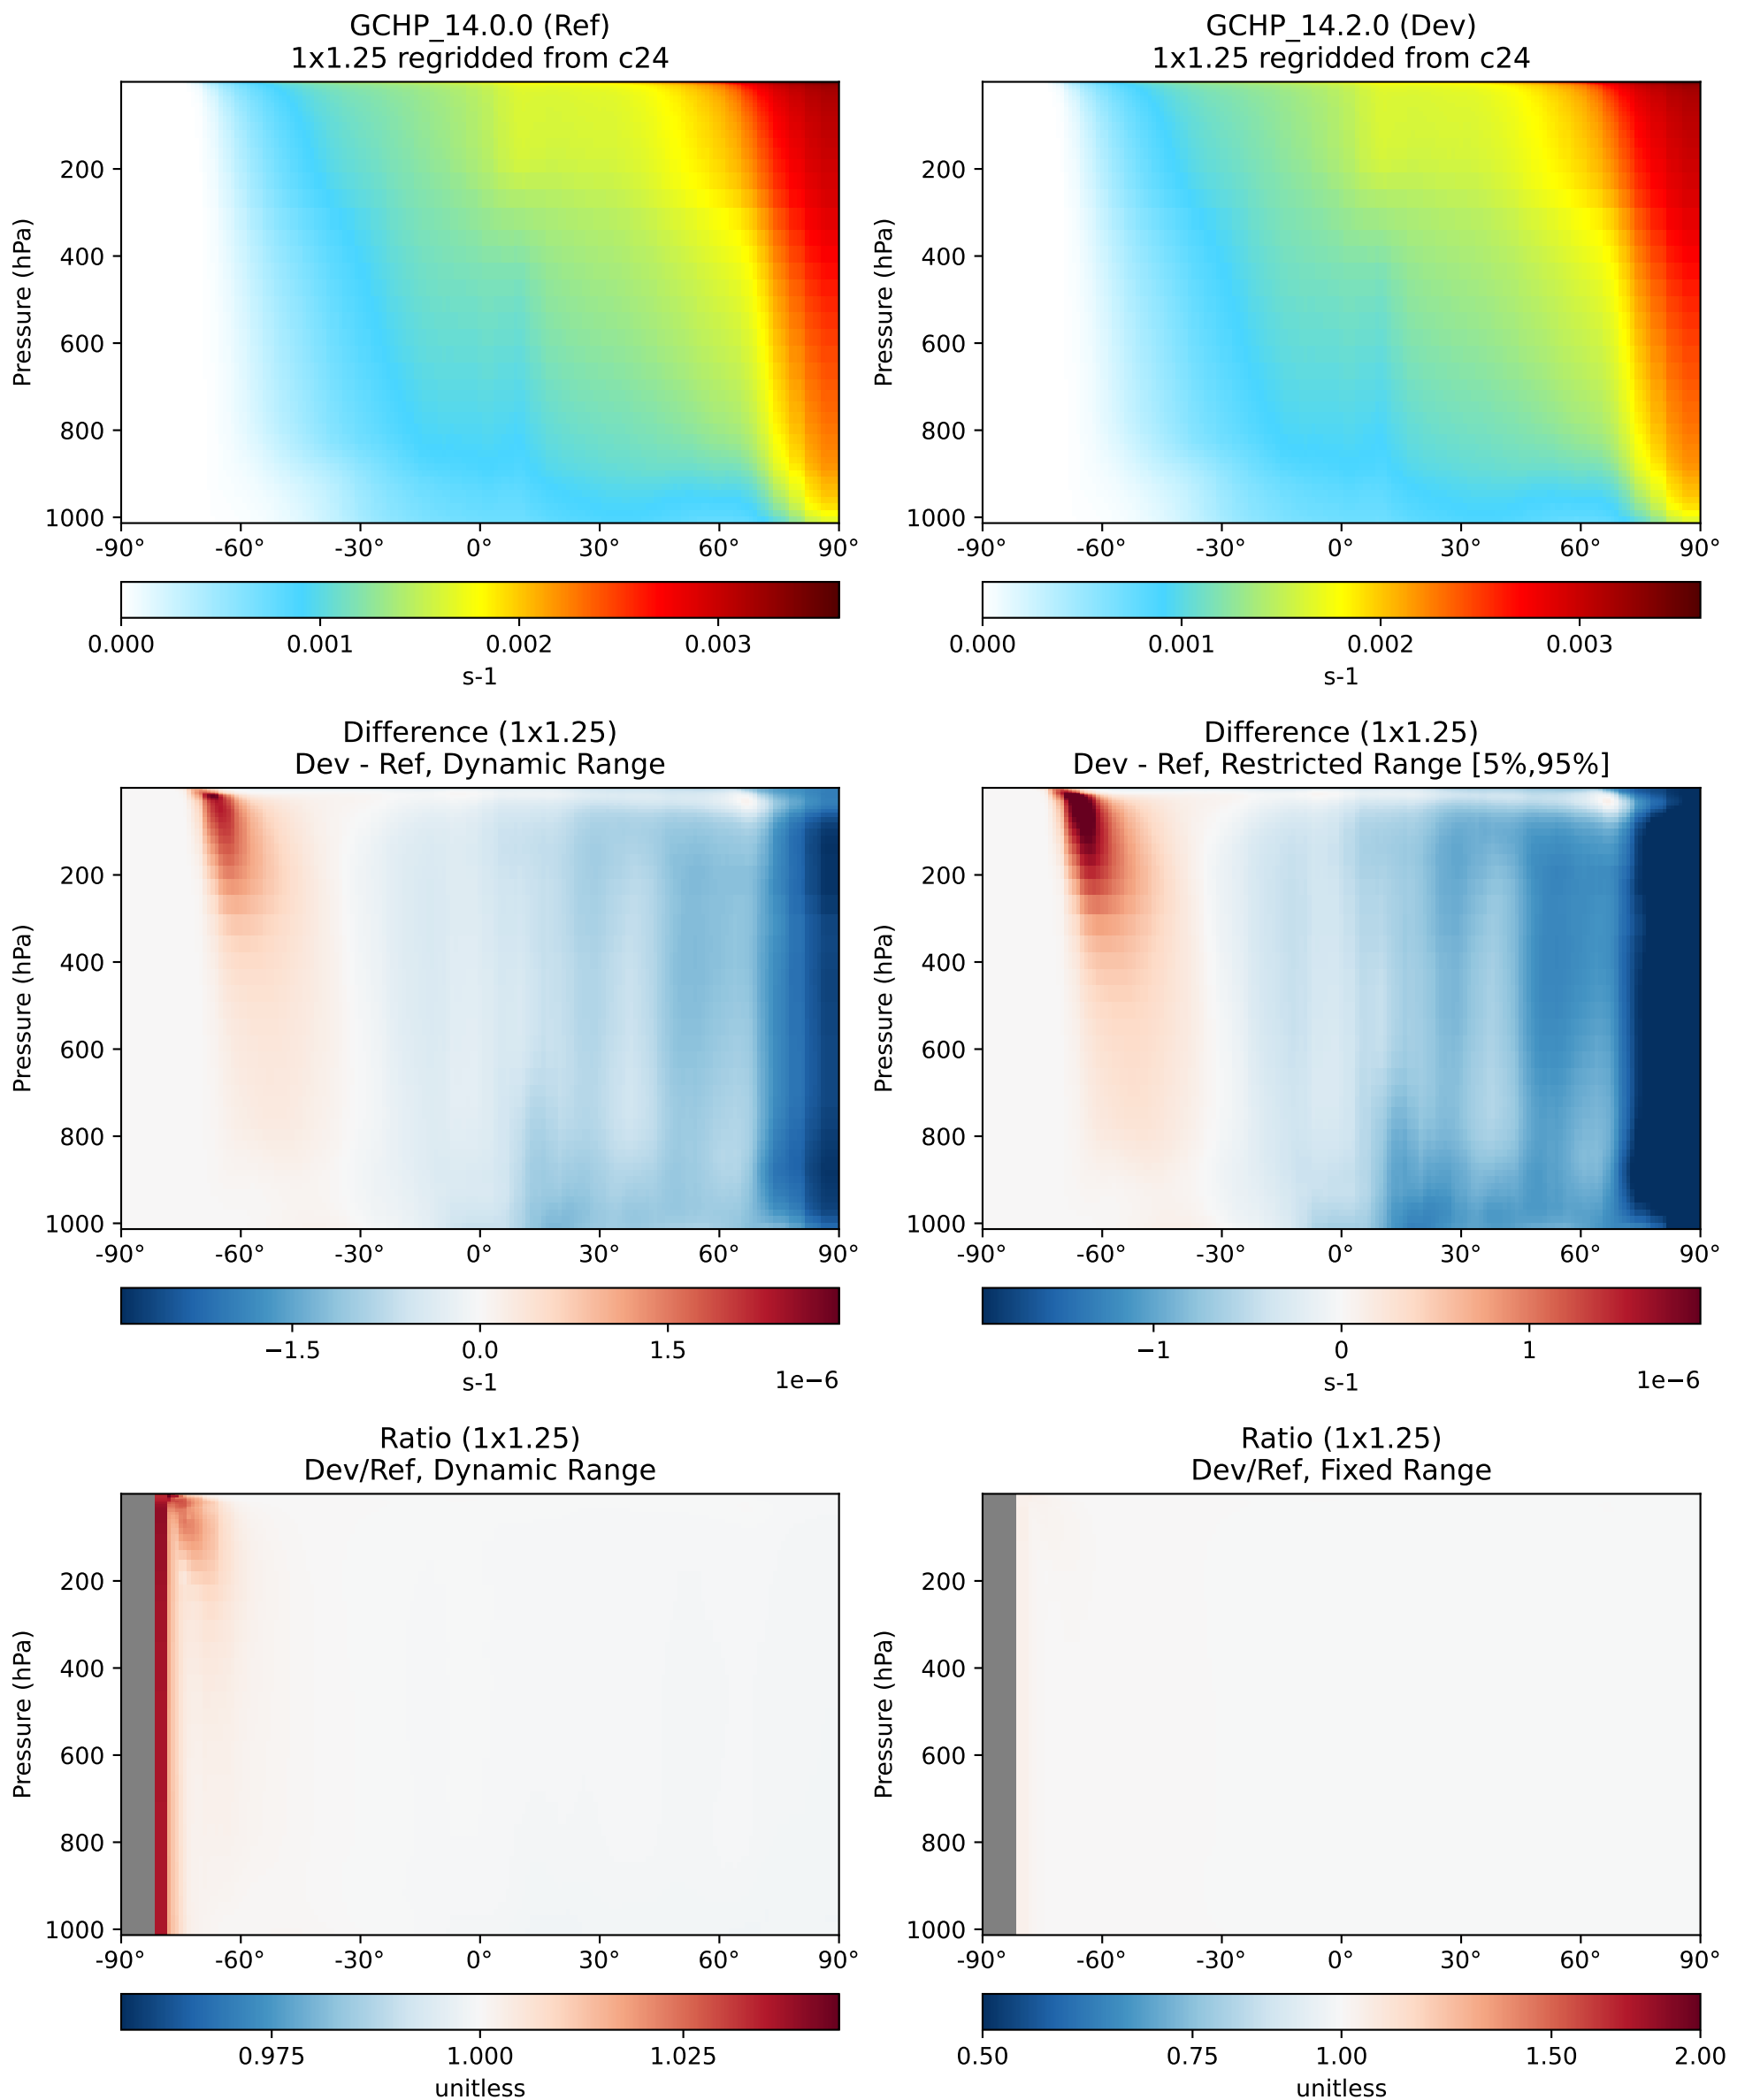 GCHP_14.0.0 (Ref)
1x1.25 regridded from c24
Pressure (hPa)
200
400
600
800
1000
-90° -60° -30° 0° 30° 60° 90°
0.000 0.001 0.002 0.003
s-1
GCHP_14.2.0 (Dev)
1x1.25 regridded from c24
Pressure (hPa)
200
400
600
800
1000
-90° -60° -30° 0° 30° 60° 90°
0.000 0.001 0.002 0.003
s-1
Difference (1x1.25)
Dev - Ref, Dynamic Range
Pressure (hPa)
200
400
600
800
1000
-90° -60° -30° 0° 30° 60° 90°
−1.5 0.0 1.5
s-1 1e−6
Difference (1x1.25)
Dev - Ref, Restricted Range [5%,95%]
Pressure (hPa)
200
400
600
800
1000
-90° -60° -30° 0° 30° 60° 90°
−1 0 1
s-1 1e−6
Ratio (1x1.25)
Dev/Ref, Dynamic Range
Pressure (hPa)
200
400
600
800
1000
-90° -60° -30° 0° 30° 60° 90°
0.975 1.000 1.025
unitless
Ratio (1x1.25)
Dev/Ref, Fixed Range
Pressure (hPa)
200
400
600
800
1000
-90° -60° -30° 0° 30° 60° 90°
0.50 0.75 1.00 1.50 2.00
unitless